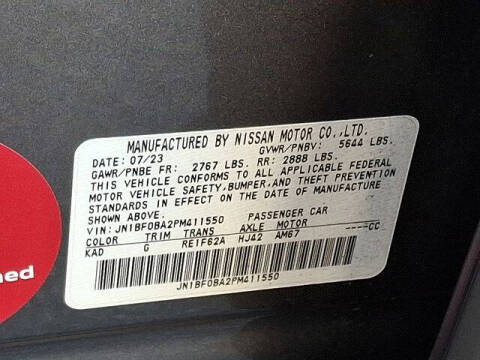 MANUFACTURED BY NISSAN MOTOR CO.,LTD.
DATE: 07/23 GVWR/PNBV: 5644 LBS.
GAWR/PNBE FR: 2767 LBS. RR: 2888 LBS.
THIS VEHICLE CONFORMS TO ALL APPLICABLE FEDERAL
MOTOR VEHICLE SAFETY,BUMPER,AND THEFT PREVENTION
STANDARDS IN EFFECT ON THE DATE OF MANUFACTURE
SHOWN ABOVE.
VIN: JN1BF0BA2PM411550 PASSENGER CAR
COLOR TRIM TRANS AXLE MOTOR
KAD G RE1F62A HJ42 AM67 ----CC
JN1BF0BA2PM411550
ned